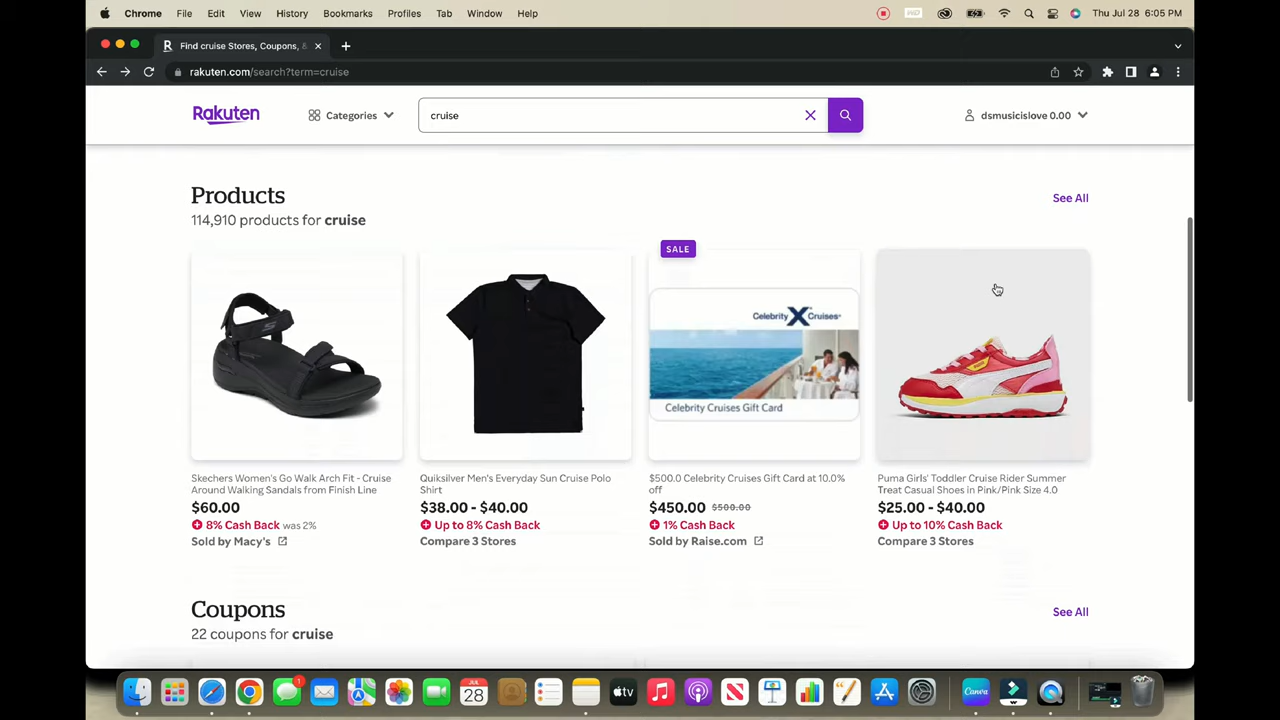 Chrome File Edit View History Bookmarks Profiles Tab Window Help Thu Jul 28 6:05 PM
Find cruise Stores, Coupons, &
rakuten.com/search?term=cruise
Rakuten Categories cruise dsmusicislove 0.00
Products See All
114,910 products for cruise
SALE
Celebrity X Cruises
Celebrity Cruises Gift Card
Skechers Women's Go Walk Arch Fit - Cruise
Around Walking Sandals from Finish Line
$60.00
8% Cash Back was 2%
Sold by Macy's
Quiksilver Men's Everyday Sun Cruise Polo
Shirt
$38.00 - $40.00
Up to 8% Cash Back
Compare 3 Stores
$500.0 Celebrity Cruises Gift Card at 10.0%
off
$450.00 $500.00
1% Cash Back
Sold by Raise.com
Puma Girls' Toddler Cruise Rider Summer
Treat Casual Shoes in Pink/Pink Size 4.0
$25.00 - $40.00
Up to 10% Cash Back
Compare 3 Stores
Coupons See All
22 coupons for cruise
1
JUL
28
tv
Canva